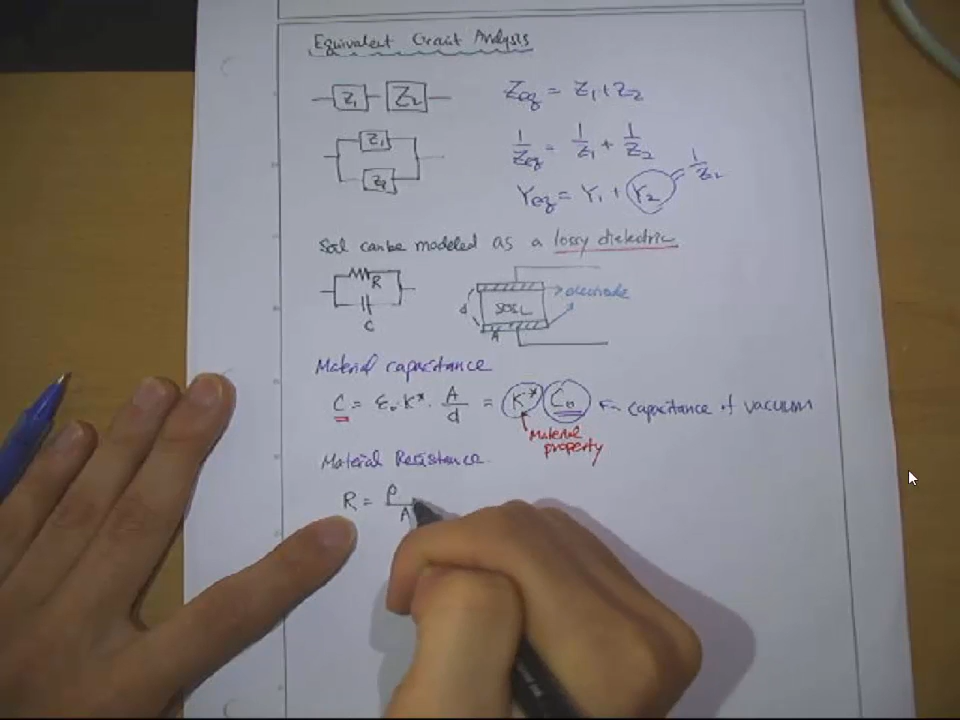 Equivalent Circuit Analysis
Z1 Z2 Zeq = Z1 + Z2
Z1
Z2
1/Zeq = 1/Z1 + 1/Z2
Yeq = Y1 + Y2 = 1/Z2
Soil can be modeled as a lossy dielectric
R
C
d SOIL electrode
A
Material capacitance
C = ε0 · K* · A/d = K* C0 ← capacitance of vacuum
Material property
Material Resistance
R = ρ/A